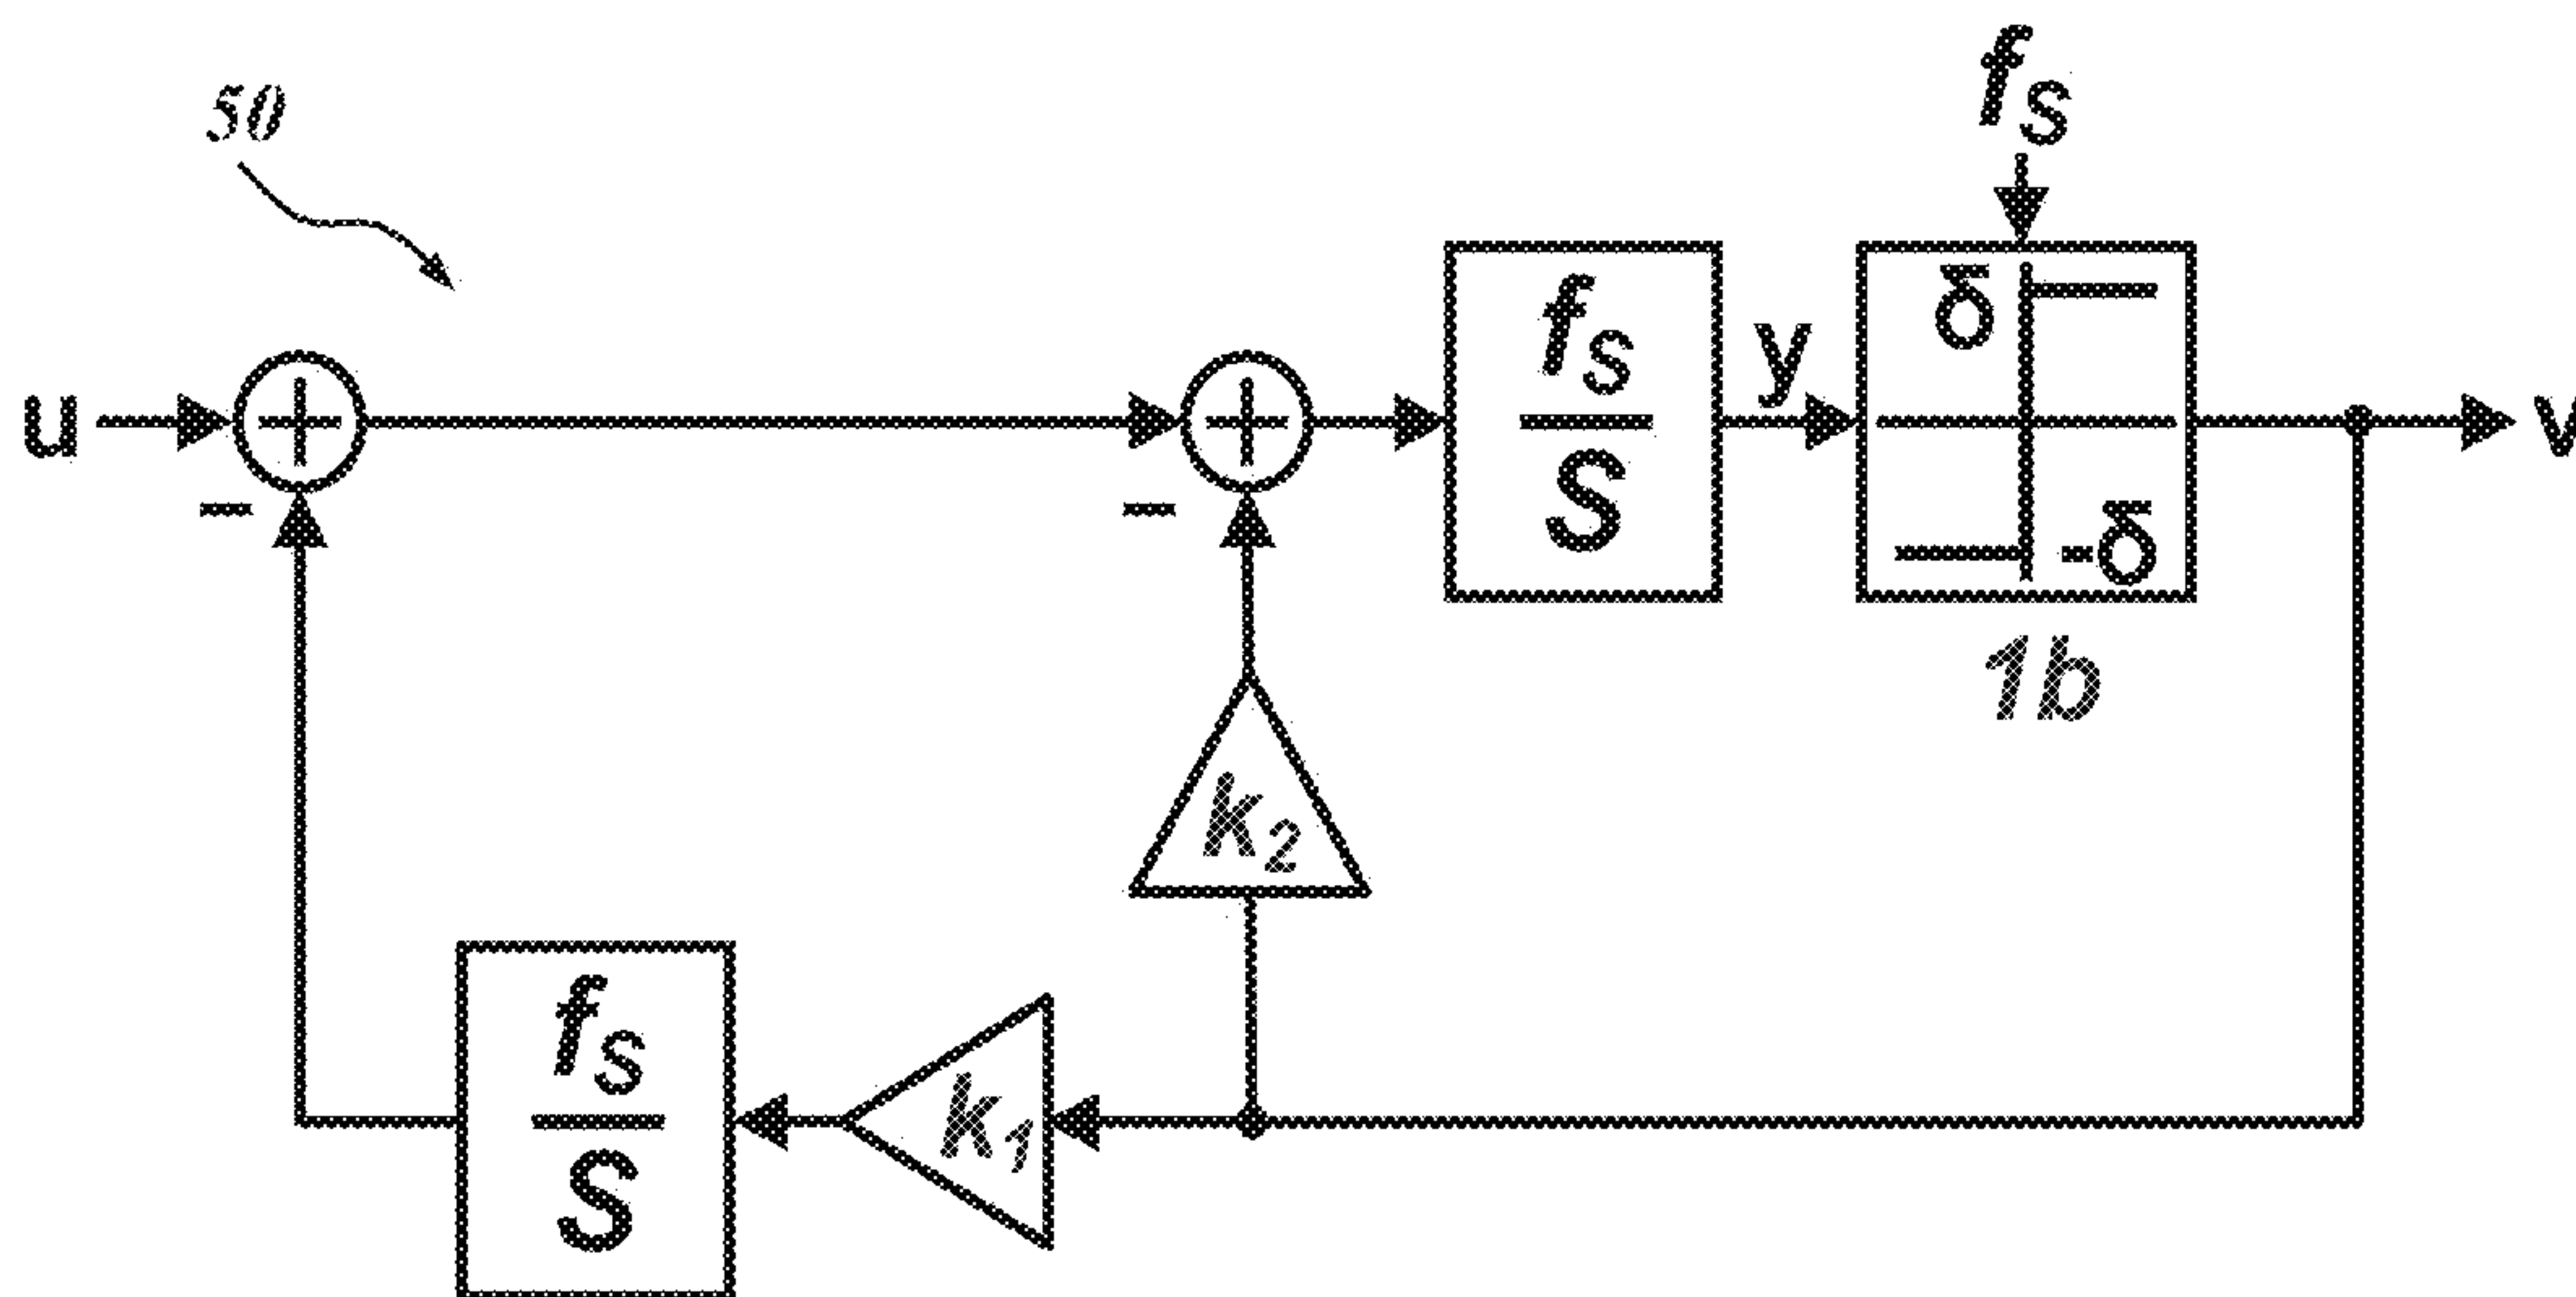 50
f_S
u
–
–
f_S
S
y
δ
-δ
v
1b
k_2
f_S
S
k_1